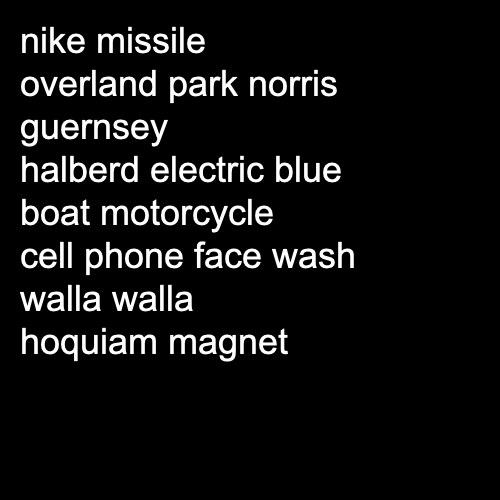 nike missile
overland park norris
guernsey
halberd electric blue
boat motorcycle
cell phone face wash
walla walla
hoquiam magnet